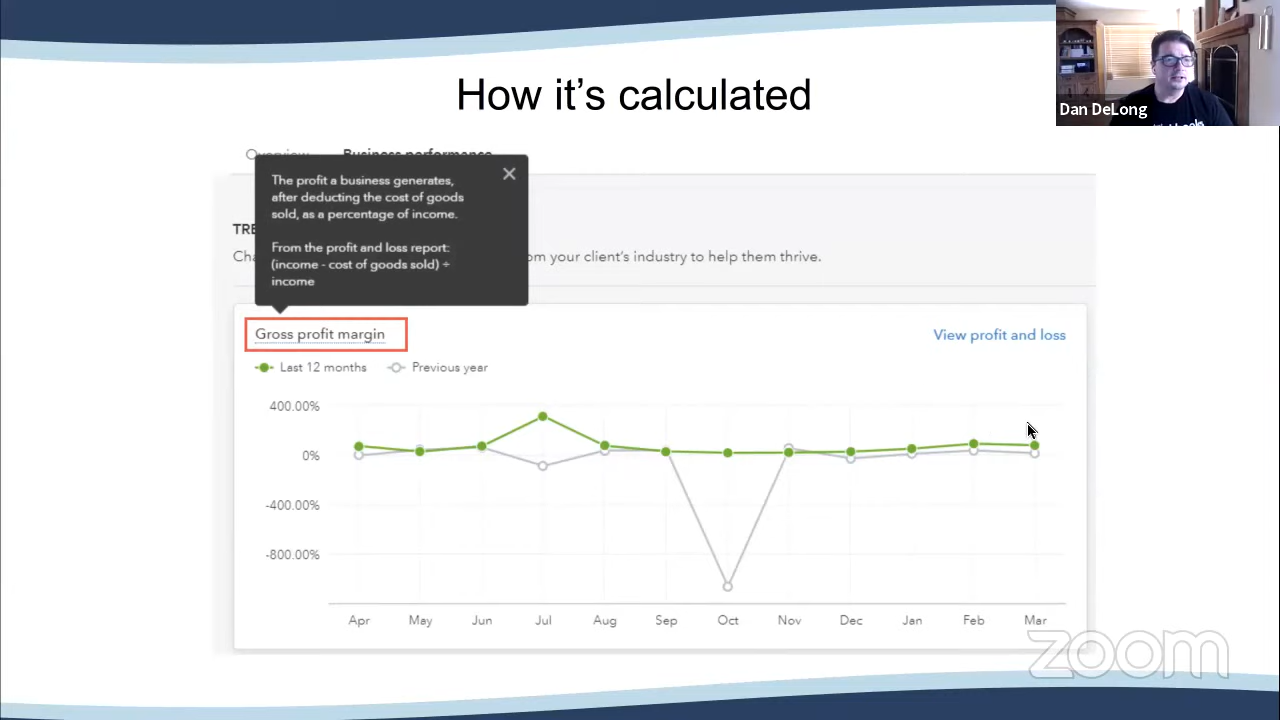 How it's calculated
Dan DeLong
Business performance
The profit a business generates,
after deducting the cost of goods
sold, as a percentage of income.
From the profit and loss report:
(income - cost of goods sold) ÷
income
om your client's industry to help them thrive.
Gross profit margin
View profit and loss
Last 12 months
Previous year
400.00%
0%
-400.00%
-800.00%
Apr May Jun Jul Aug Sep Oct Nov Dec Jan Feb Mar
zoom